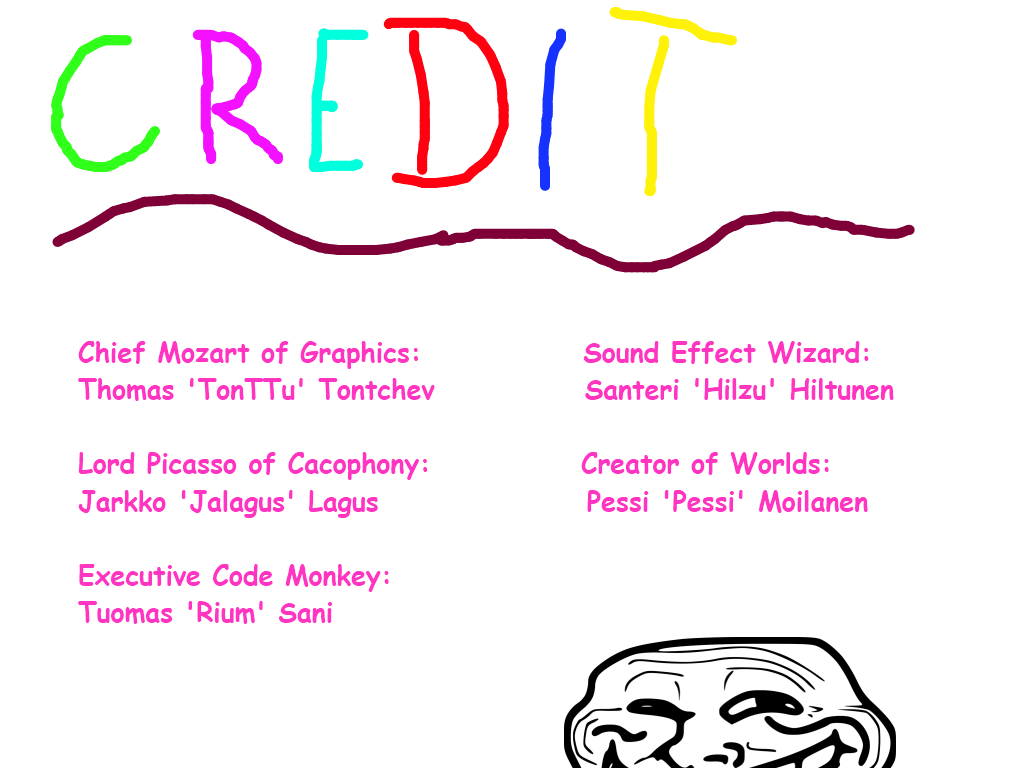 CREDIT
Chief Mozart of Graphics:
Thomas 'TonTTu' Tontchev
Lord Picasso of Cacophony:
Jarkko 'Jalagus' Lagus
Executive Code Monkey:
Tuomas 'Rium' Sani
Sound Effect Wizard:
Santeri 'Hilzu' Hiltunen
Creator of Worlds:
Pessi 'Pessi' Moilanen